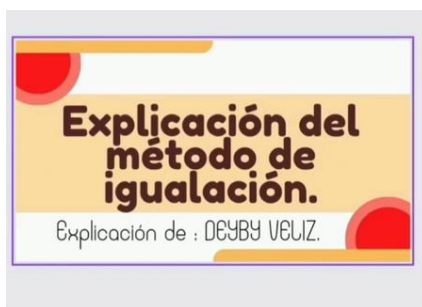 Explicación del
método de
igualación.
Explicación de : DEYBY VELIZ.